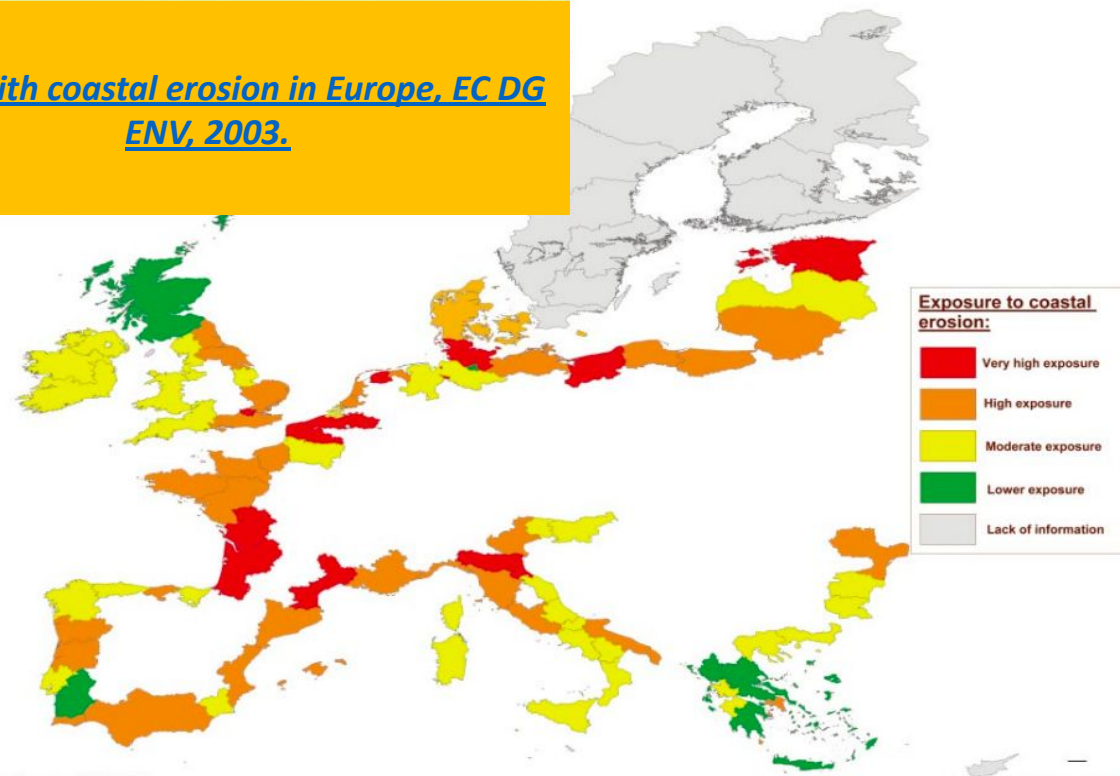 ith coastal erosion in Europe, EC DG
ENV, 2003.
Exposure to coastal
erosion:
Very high exposure
High exposure
Moderate exposure
Lower exposure
Lack of information